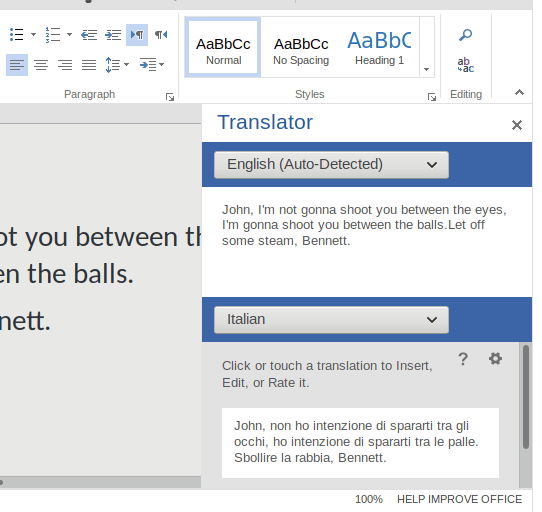 AaBbCc AaBbCc AaBbC
Normal No Spacing Heading 1
ab
ac
Paragraph Styles Editing
Translator
English (Auto-Detected)
John, I'm not gonna shoot you between the eyes,
I'm gonna shoot you between the balls.Let off
some steam, Bennett.
ot you between th
en the balls.
nett.
Italian
Click or touch a translation to Insert,
Edit, or Rate it.
John, non ho intenzione di spararti tra gli
occhi, ho intenzione di spararti tra le palle.
Sbollire la rabbia, Bennett.
100% HELP IMPROVE OFFICE